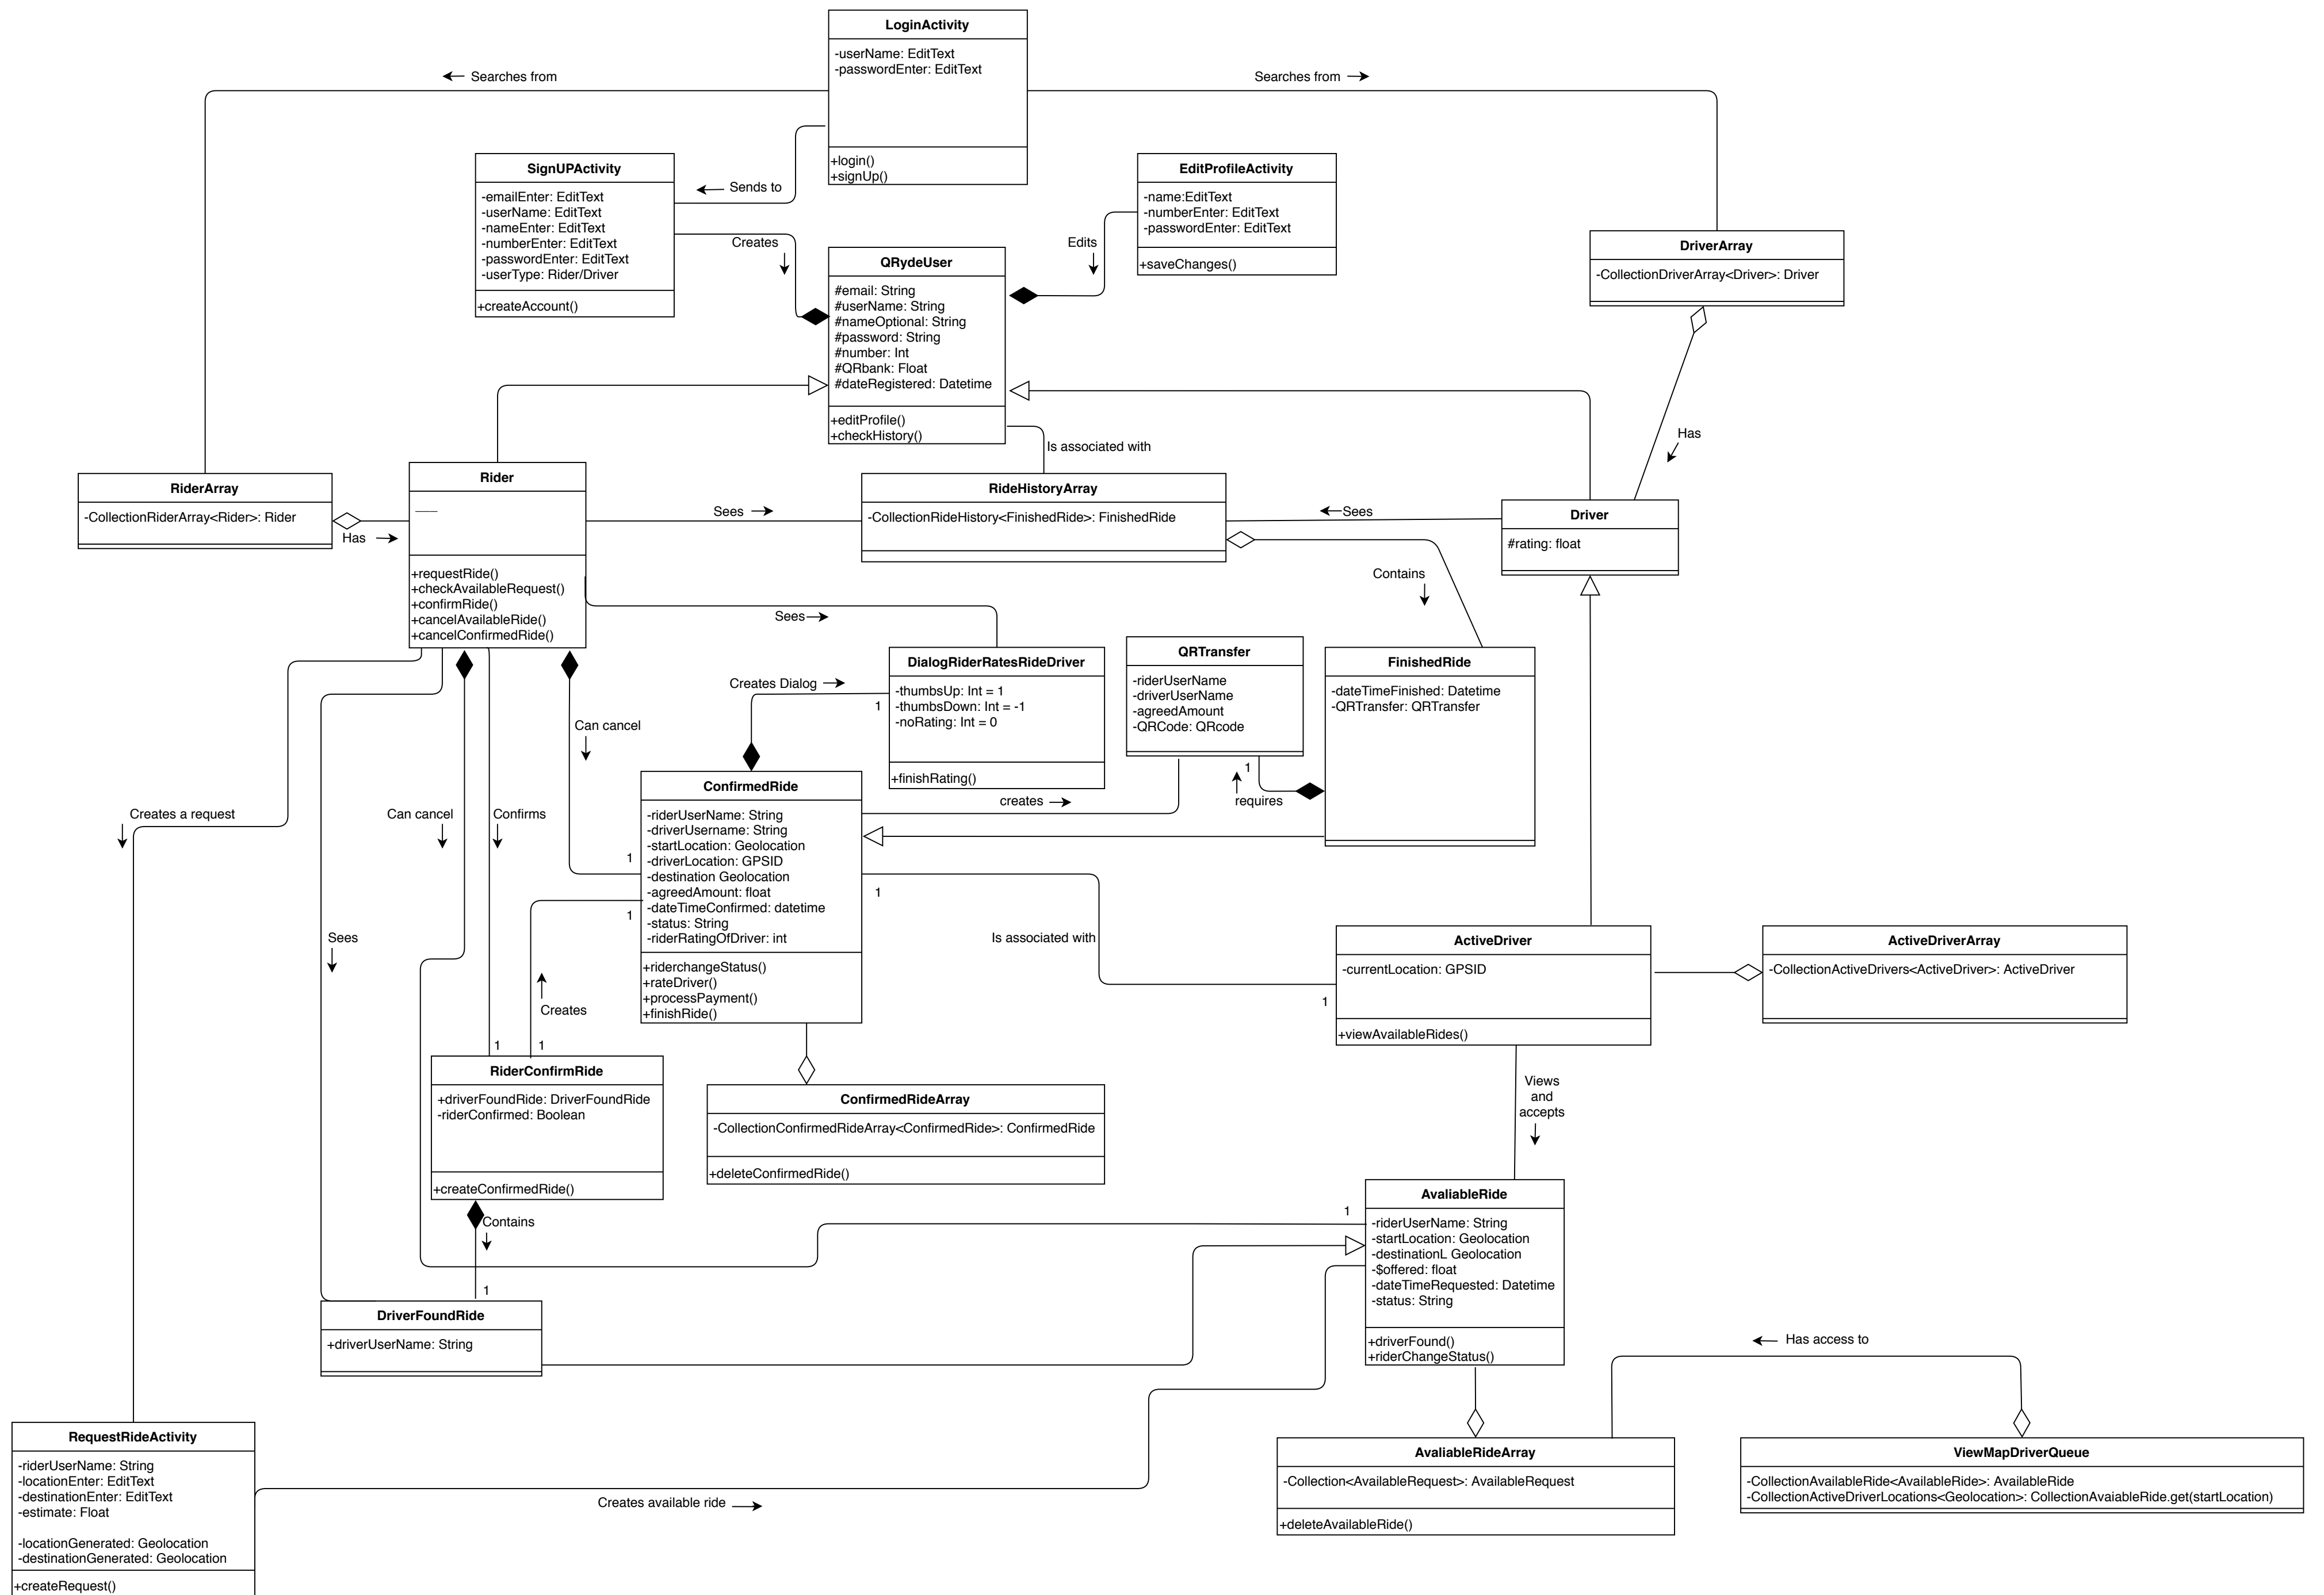 LoginActivity
-userName: EditText
-passwordEnter: EditText
+login()
+signUp()
Searches from
Searches from
SignUPActivity
-emailEnter: EditText
-userName: EditText
-nameEnter: EditText
-numberEnter: EditText
-passwordEnter: EditText
-userType: Rider/Driver
+createAccount()
Sends to
Creates
EditProfileActivity
-name:EditText
-numberEnter: EditText
-passwordEnter: EditText
+saveChanges()
Edits
QRydeUser
#email: String
#userName: String
#nameOptional: String
#password: String
#number: Int
#QRbank: Float
#dateRegistered: Datetime
+editProfile()
+checkHistory()
Is associated with
DriverArray
-CollectionDriverArray<Driver>: Driver
Has
RiderArray
-CollectionRiderArray<Rider>: Rider
Has
Rider
+requestRide()
+checkAvailableRequest()
+confirmRide()
+cancelAvailableRide()
+cancelConfirmedRide()
Sees
RideHistoryArray
-CollectionRideHistory<FinishedRide>: FinishedRide
Sees
Driver
#rating: float
Contains
Sees
DialogRiderRatesRideDriver
-thumbsUp: Int = 1
-thumbsDown: Int = -1
-noRating: Int = 0
+finishRating()
Creates Dialog
1
QRTransfer
-riderUserName
-driverUserName
-agreedAmount
-QRCode: QRcode
FinishedRide
-dateTimeFinished: Datetime
-QRTransfer: QRTransfer
1
requires
creates
Can cancel
Creates a request
Can cancel
Confirms
Sees
ConfirmedRide
-riderUserName: String
-driverUsername: String
-startLocation: Geolocation
-driverLocation: GPSID
-destination Geolocation
-agreedAmount: float
-dateTimeConfirmed: datetime
-status: String
-riderRatingOfDriver: int
+riderchangeStatus()
+rateDriver()
+processPayment()
+finishRide()
1
1
1
Is associated with
1
ActiveDriver
-currentLocation: GPSID
+viewAvailableRides()
ActiveDriverArray
-CollectionActiveDrivers<ActiveDriver>: ActiveDriver
Creates
1
1
RiderConfirmRide
+driverFoundRide: DriverFoundRide
-riderConfirmed: Boolean
+createConfirmedRide()
ConfirmedRideArray
-CollectionConfirmedRideArray<ConfirmedRide>: ConfirmedRide
+deleteConfirmedRide()
Views
and
accepts
Contains
1
AvaliableRide
-riderUserName: String
-startLocation: Geolocation
-destinationL Geolocation
-$offered: float
-dateTimeRequested: Datetime
-status: String
+driverFound()
+riderChangeStatus()
1
DriverFoundRide
+driverUserName: String
Has access to
RequestRideActivity
-riderUserName: String
-locationEnter: EditText
-destinationEnter: EditText
-estimate: Float
-locationGenerated: Geolocation
-destinationGenerated: Geolocation
+createRequest()
Creates available ride
AvaliableRideArray
-Collection<AvailableRequest>: AvailableRequest
+deleteAvailableRide()
ViewMapDriverQueue
-CollectionAvailableRide<AvailableRide>: AvailableRide
-CollectionActiveDriverLocations<Geolocation>: CollectionAvaiableRide.get(startLocation)